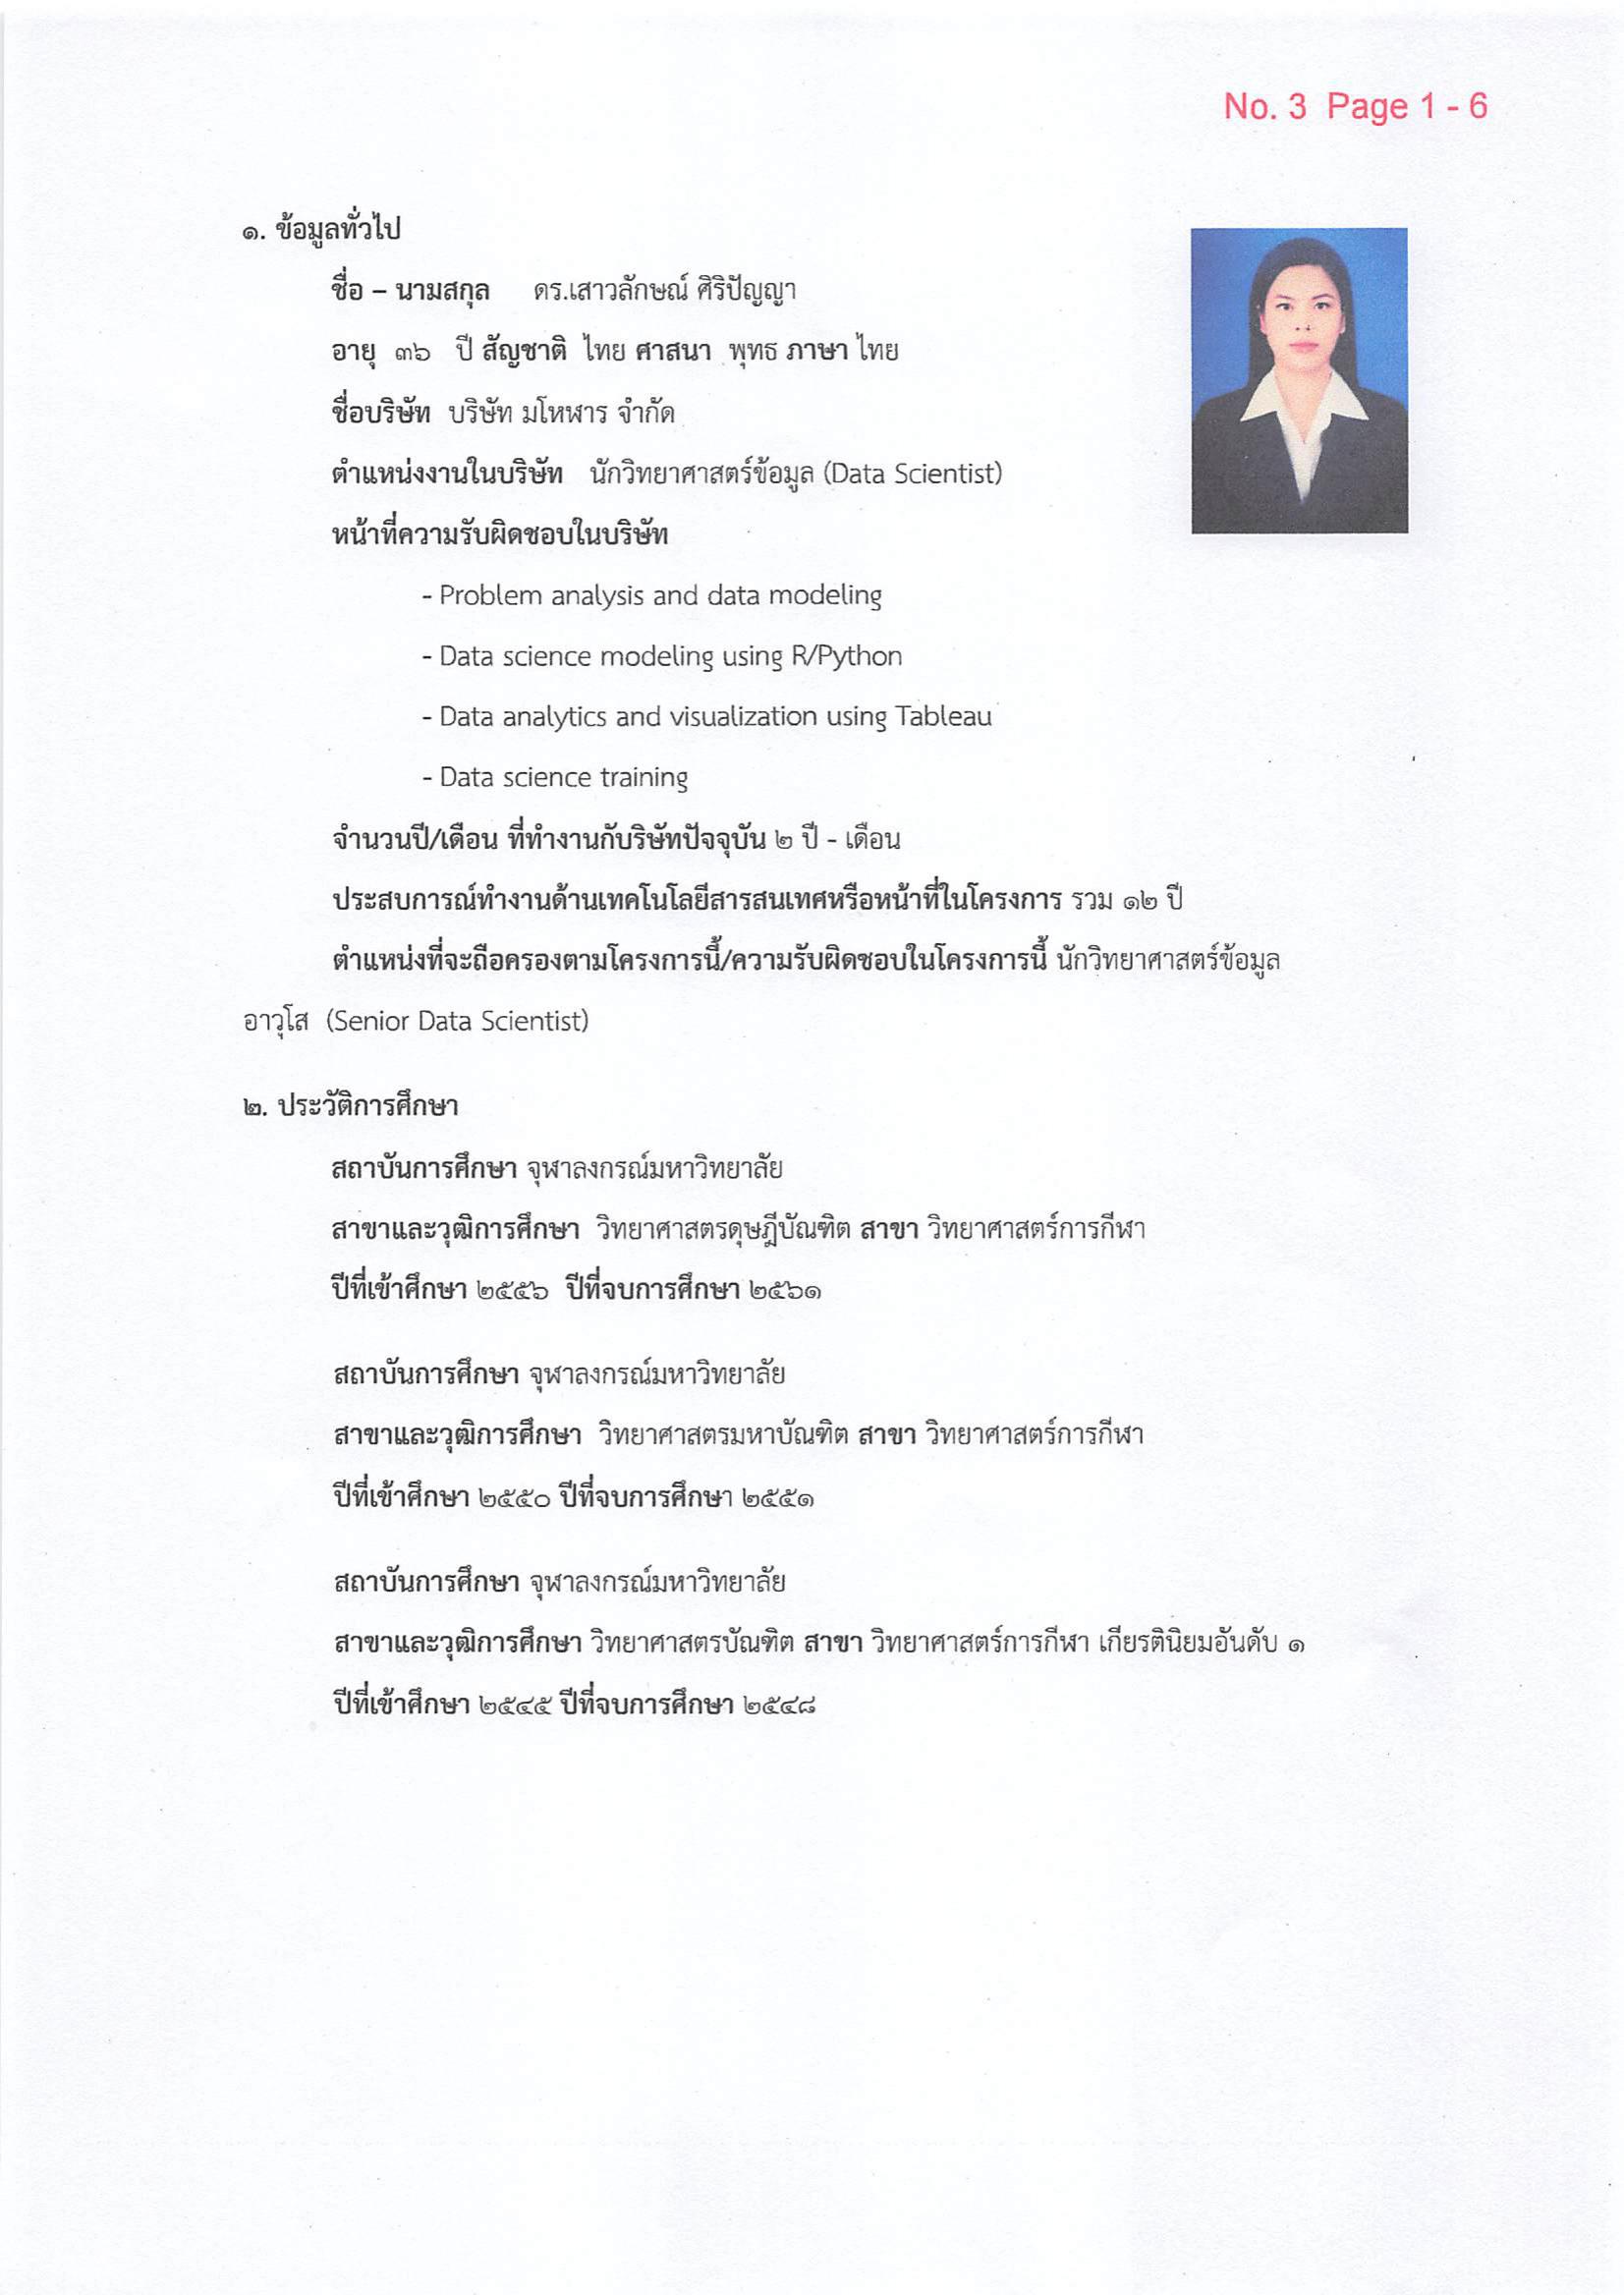 No. 3 Page 1 - 6
๑. ข้อมูลทั่วไป
ชื่อ – นามสกุล ดร.เสาวลักษณ์ ศิริปัญญา
อายุ ๓๖ ปี สัญชาติ ไทย ศาสนา พุทธ ภาษา ไทย
ชื่อบริษัท บริษัท มโหฬาร จำกัด
ตำแหน่งงานในบริษัท นักวิทยาศาสตร์ข้อมูล (Data Scientist)
หน้าที่ความรับผิดชอบในบริษัท
- Problem analysis and data modeling
- Data science modeling using R/Python
- Data analytics and visualization using Tableau
- Data science training
จำนวนปี/เดือน ที่ทำงานกับบริษัทปัจจุบัน ๒ ปี - เดือน
ประสบการณ์ทำงานด้านเทคโนโลยีสารสนเทศหรือหน้าที่ในโครงการ รวม ๑๒ ปี
ตำแหน่งที่จะถือครองตามโครงการนี้/ความรับผิดชอบในโครงการนี้ นักวิทยาศาสตร์ข้อมูล
อาวุโส (Senior Data Scientist)
๒. ประวัติการศึกษา
สถาบันการศึกษา จุฬาลงกรณ์มหาวิทยาลัย
สาขาและวุฒิการศึกษา วิทยาศาสตรดุษฎีบัณฑิต สาขา วิทยาศาสตร์การกีฬา
ปีที่เข้าศึกษา ๒๕๕๖ ปีที่จบการศึกษา ๒๕๖๑
สถาบันการศึกษา จุฬาลงกรณ์มหาวิทยาลัย
สาขาและวุฒิการศึกษา วิทยาศาสตรมหาบัณฑิต สาขา วิทยาศาสตร์การกีฬา
ปีที่เข้าศึกษา ๒๕๕๐ ปีที่จบการศึกษา ๒๕๕๑
สถาบันการศึกษา จุฬาลงกรณ์มหาวิทยาลัย
สาขาและวุฒิการศึกษา วิทยาศาสตรบัณฑิต สาขา วิทยาศาสตร์การกีฬา เกียรตินิยมอันดับ ๑
ปีที่เข้าศึกษา ๒๕๔๕ ปีที่จบการศึกษา ๒๕๔๘